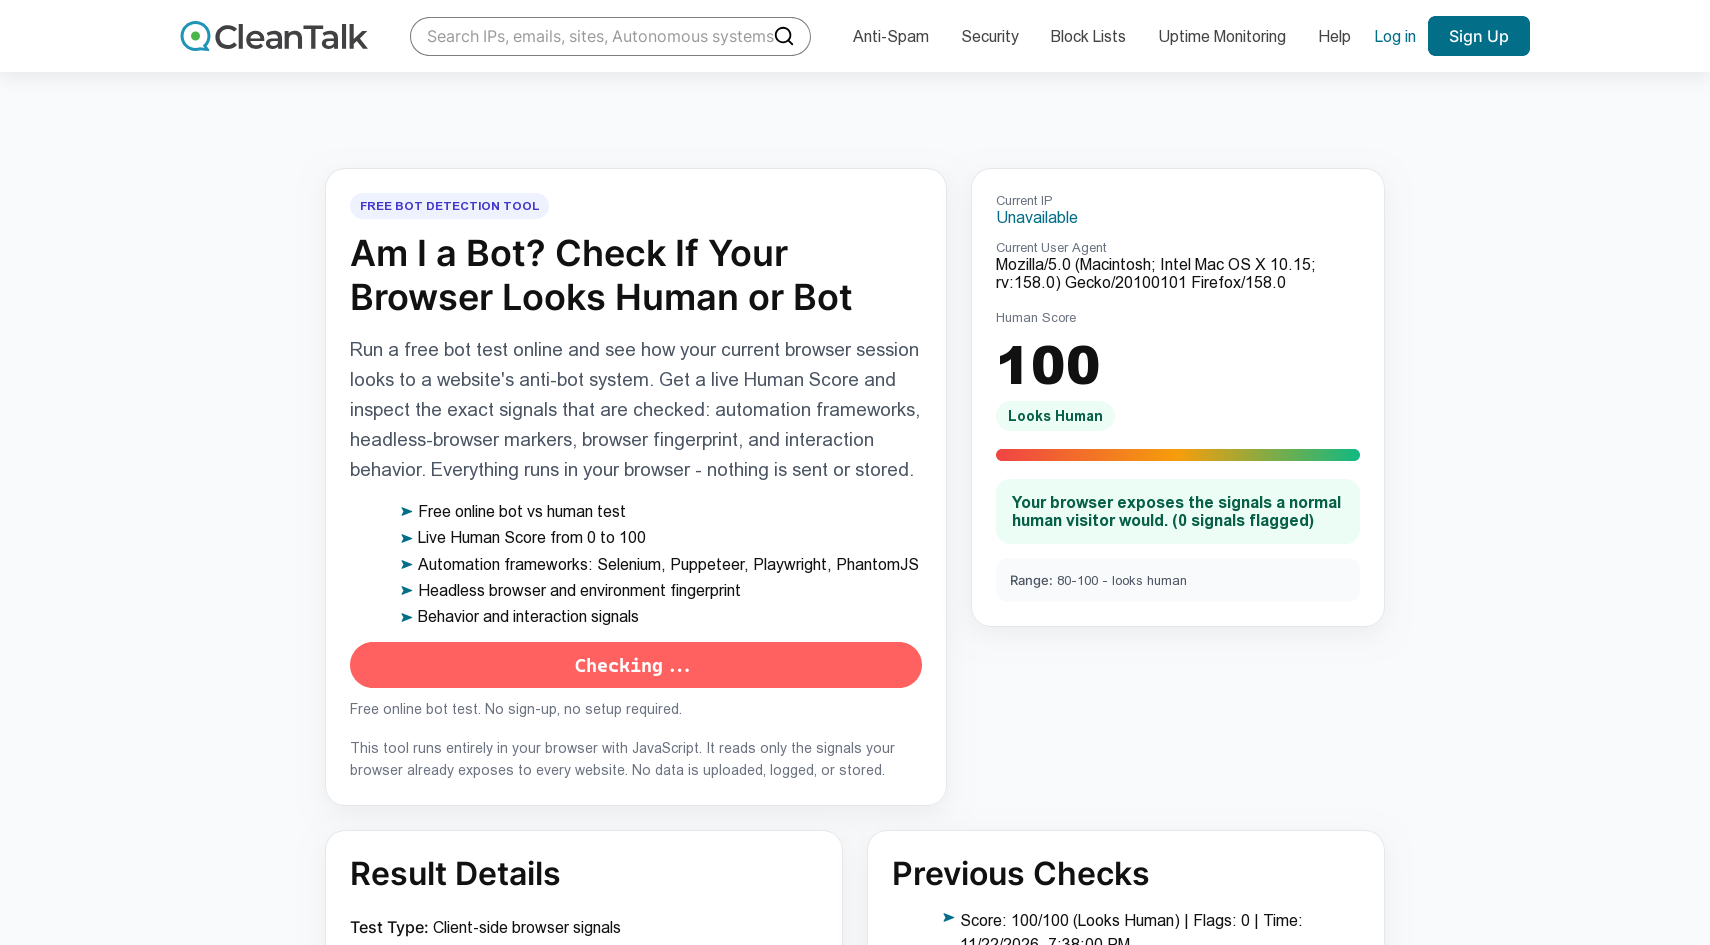 CleanTalk
Search IPs, emails, sites, Autonomous systems
Anti-Spam
Security
Block Lists
Uptime Monitoring
Help
Log in
Sign Up
FREE BOT DETECTION TOOL
Am I a Bot? Check If Your
Browser Looks Human or Bot
Run a free bot test online and see how your current browser session
looks to a website's anti-bot system. Get a live Human Score and
inspect the exact signals that are checked: automation frameworks,
headless-browser markers, browser fingerprint, and interaction
behavior. Everything runs in your browser - nothing is sent or stored.
➤ Free online bot vs human test
➤ Live Human Score from 0 to 100
➤ Automation frameworks: Selenium, Puppeteer, Playwright, PhantomJS
➤ Headless browser and environment fingerprint
➤ Behavior and interaction signals
Checking...
Free online bot test. No sign-up, no setup required.
This tool runs entirely in your browser with JavaScript. It reads only the signals your
browser already exposes to every website. No data is uploaded, logged, or stored.
Current IP
Unavailable
Current User Agent
Mozilla/5.0 (Macintosh; Intel Mac OS X 10.15;
rv:158.0) Gecko/20100101 Firefox/158.0
Human Score
100
Looks Human
Your browser exposes the signals a normal
human visitor would. (0 signals flagged)
Range: 80-100 - looks human
Result Details
Test Type: Client-side browser signals
Previous Checks
➤ Score: 100/100 (Looks Human) | Flags: 0 | Time:
11/22/2026, 7:38:00 PM